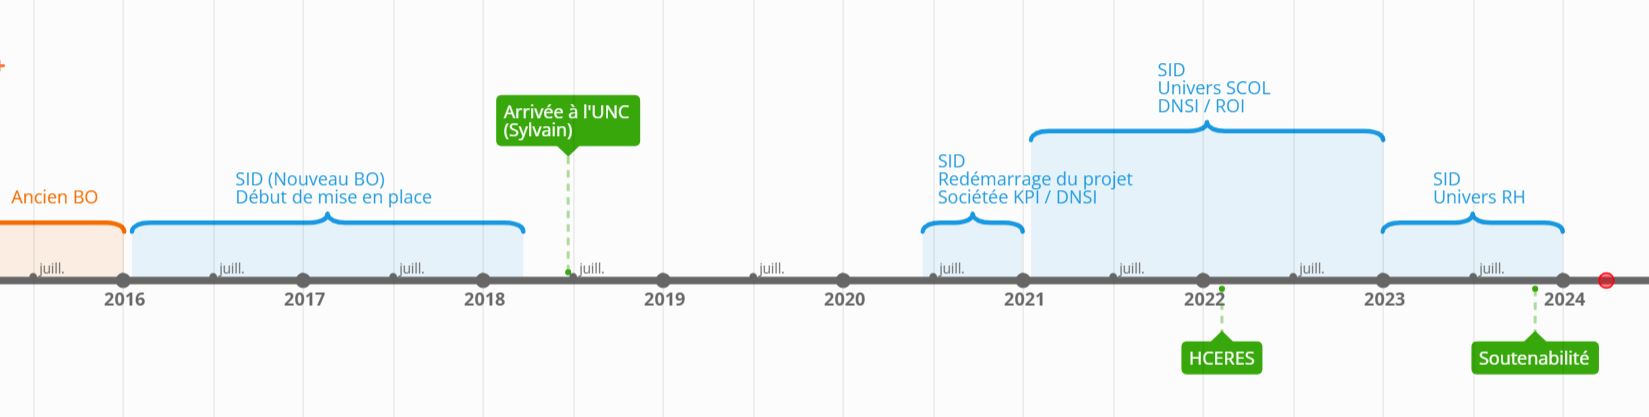 SID
Univers SCOL
DNSI / ROI
Arrivée à l'UNC
(Sylvain)
SID
Redémarrage du projet
Sociétée KPI / DNSI
Ancien BO
SID (Nouveau BO)
Début de mise en place
SID
Univers RH
juill.
juill.
juill.
juill.
juill.
juill.
juill.
juill.
juill.
2016
2017
2018
2019
2020
2021
2022
2023
2024
HCERES
Soutenabilité